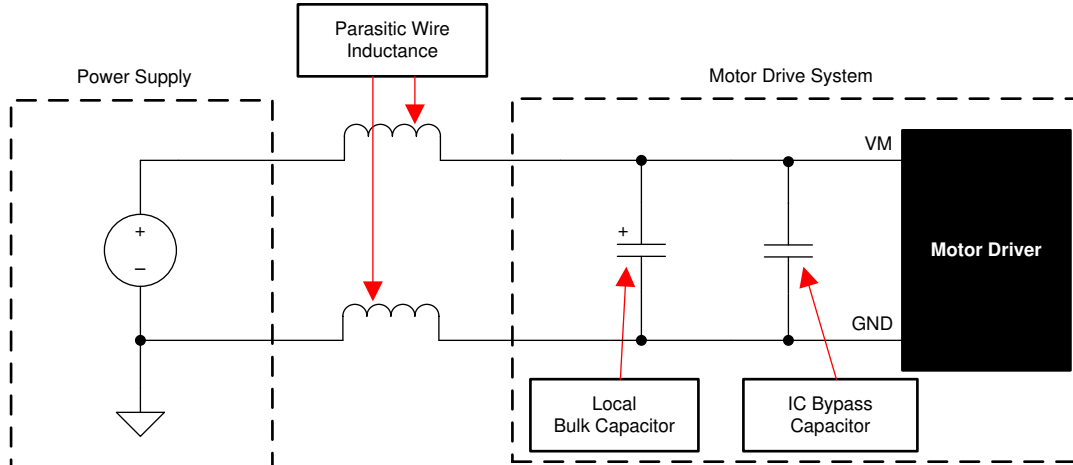 Parasitic Wire
Inductance
Power Supply
Motor Drive System
VM
+
–
+
Motor Driver
GND
Local
Bulk Capacitor
IC Bypass
Capacitor